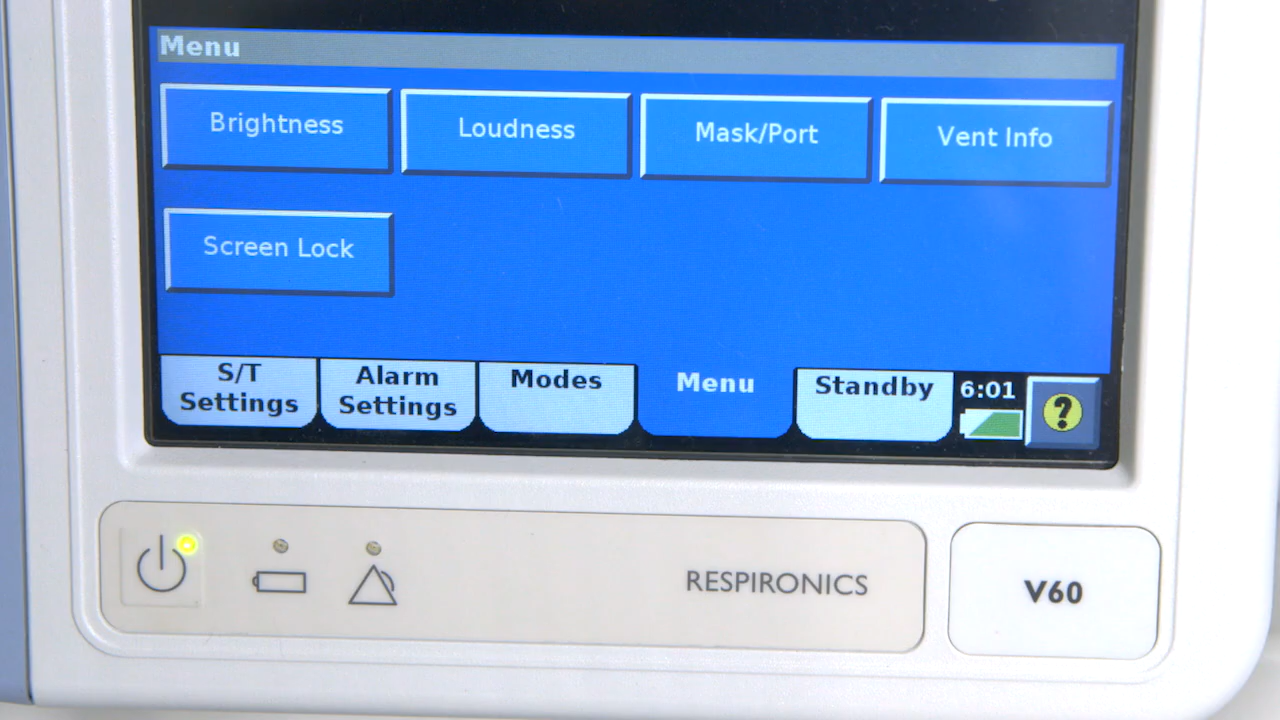 Menu
Brightness
Loudness
Mask/Port
Vent Info
Screen Lock
S/T
Settings
Alarm
Settings
Modes
Menu
Standby
6:01
?
RESPIRONICS
V60